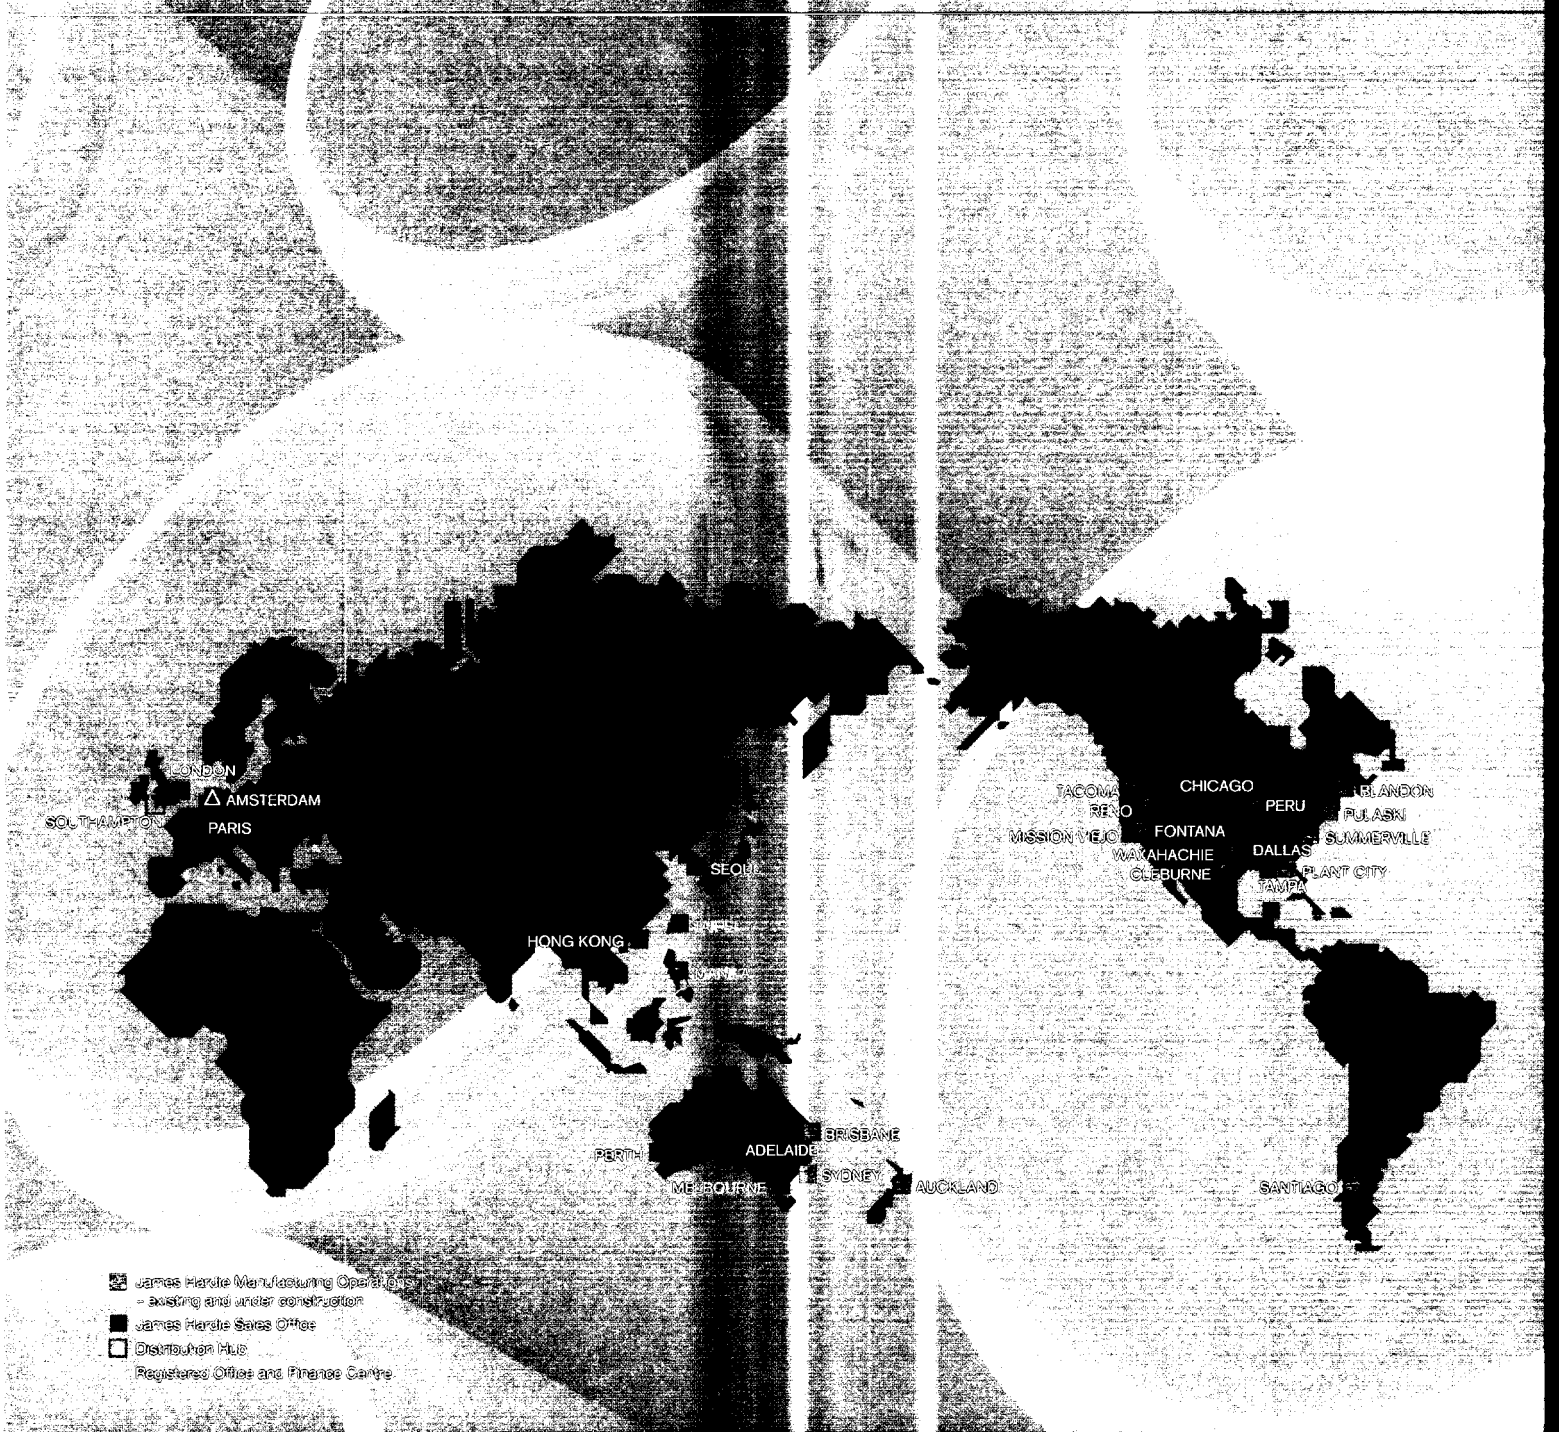 LONDON
AMSTERDAM
SOUTHAMPTON
PARIS
SEOUL
HONG KONG
PERTH
ADELAIDE
BRISBANE
SYDNEY
MELBOURNE
AUCKLAND
TACOMA
CHICAGO
BLANDON
RENO
PERU
PULASKI
MISSION VIEJO
FONTANA
SUMMERVILLE
WAXAHACHIE
DALLAS
CLEBURNE
PLANT CITY
TAMPA
SANTIAGO
James Hardie Manufacturing Operations
– existing and under construction
James Hardie Sales Office
Distribution Hub
Registered Office and Finance Centre